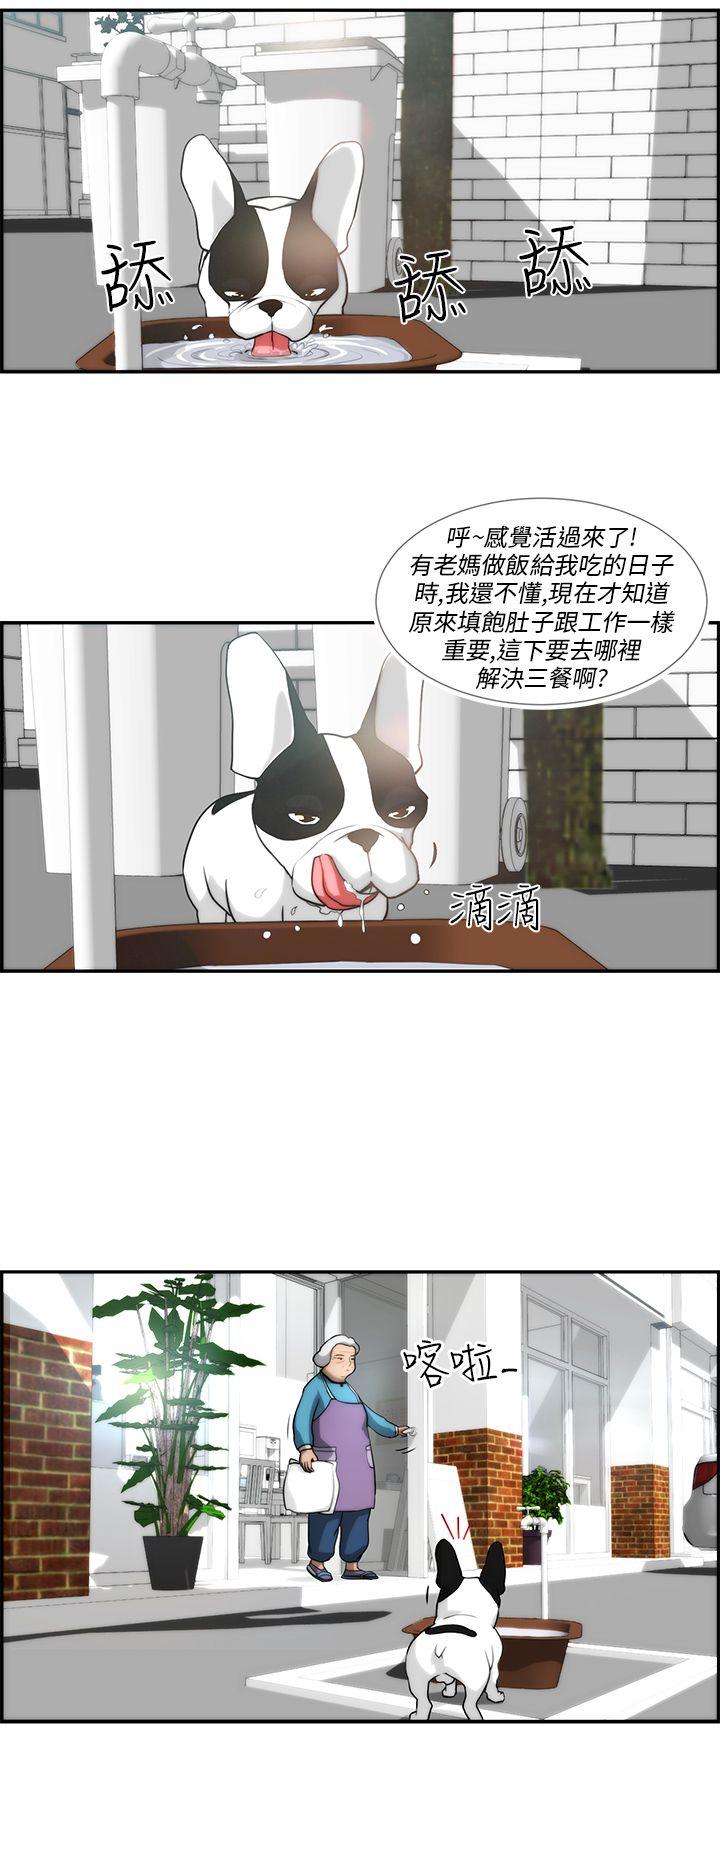 舔
舔
舔
呼~感覺活過來了!
有老媽做飯給我吃的日子
時,我還不懂,現在才知道
原來填飽肚子跟工作一樣
重要,這下要去哪裡
解決三餐啊?
滴滴
喀啦_